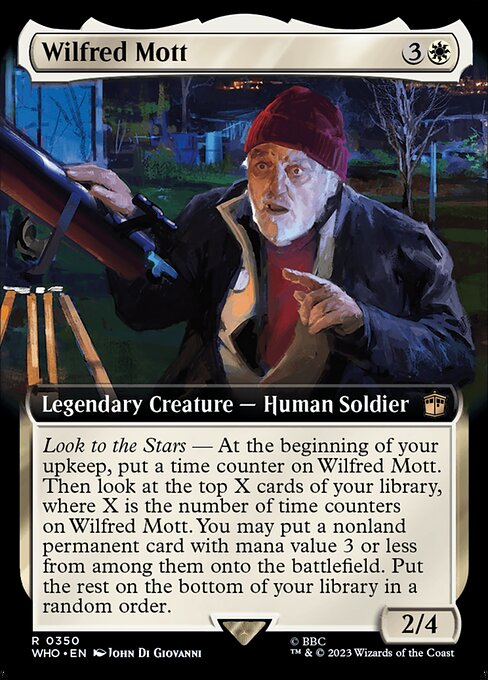 Wilfred Mott 3
Legendary Creature — Human Soldier
Look to the Stars — At the beginning of your
upkeep, put a time counter on Wilfred Mott.
Then look at the top X cards of your library,
where X is the number of time counters
on Wilfred Mott. You may put a nonland
permanent card with mana value 3 or less
from among them onto the battlefield. Put
the rest on the bottom of your library in a
random order.
2/4
R 0350
WHO • EN John Di Giovanni
© BBC
™ & © 2023 Wizards of the Coast